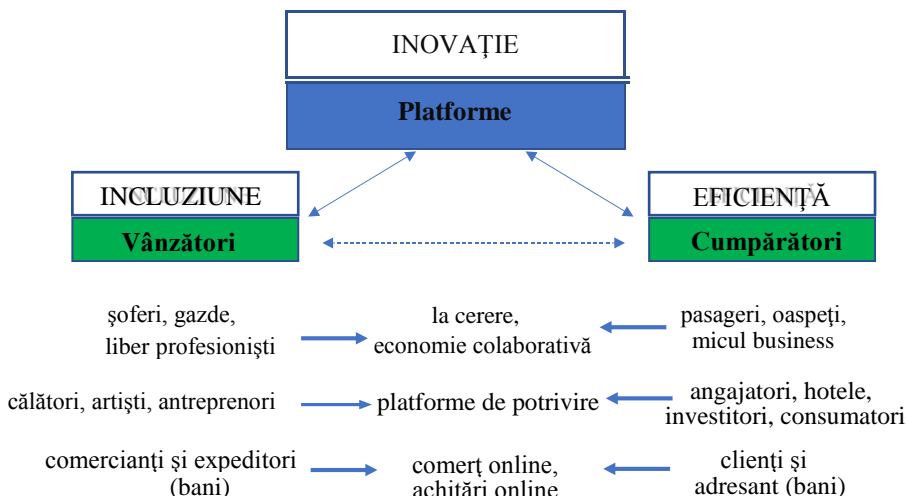 INOVAŢIE
Platforme
INCLUZIUNE
EFICIENŢĂ
Vânzători
Cumpărători
şoferi, gazde,
liber profesionişti
la cerere,
economie colaborativă
pasageri, oaspeţi,
micul business
călători, artişti, antreprenori
platforme de potrivire
angajatori, hotele,
investitori, consumatori
comercianţi şi expeditori
(bani)
comerţ online,
achitări online
clienţi şi
adresant (bani)